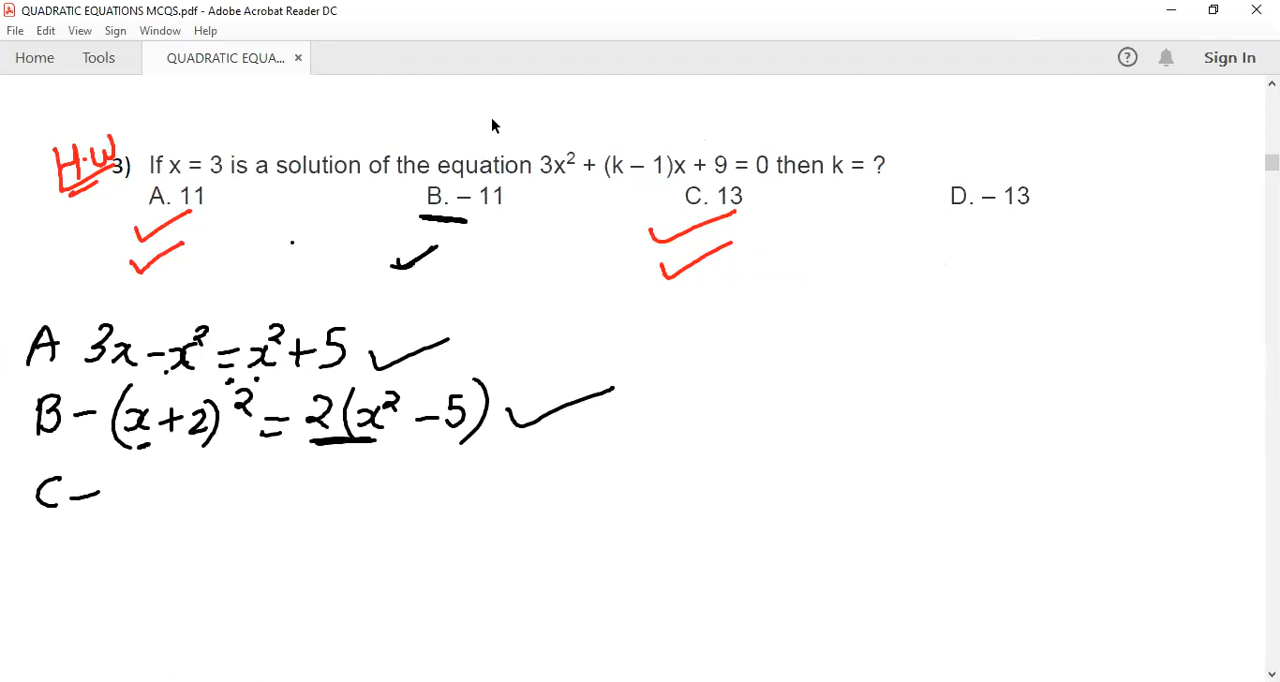 QUADRATIC EQUATIONS MCQS.pdf - Adobe Acrobat Reader DC
File Edit View Sign Window Help
Home Tools QUADRATIC EQUA... × Sign In
H.W 3) If x = 3 is a solution of the equation 3x² + (k – 1)x + 9 = 0 then k = ?
A. 11 B. – 11 C. 13 D. – 13
A 3x - x² = x² + 5
B - (x + 2)² = 2(x² - 5)
C -